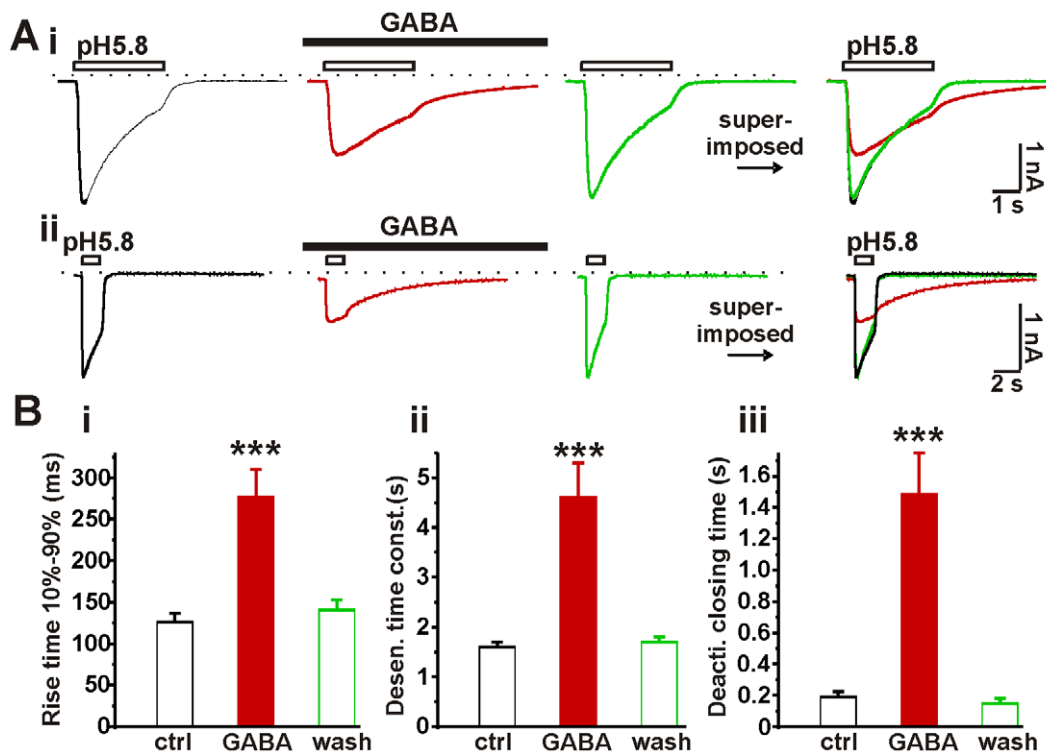 A i pH5.8 GABA pH5.8
super-
imposed
1 nA
1 s
ii pH5.8 GABA pH5.8
super-
imposed
1 nA
2 s
B i ii iii
Rise time 10%-90% (ms)
300
250
200
150
100
50
0
***
ctrl GABA wash
Desen. time const.(s)
5
4
3
2
1
0
***
ctrl GABA wash
Deacti. closing time (s)
1.6
1.4
1.2
1.0
0.8
0.6
0.4
0.2
0
***
ctrl GABA wash